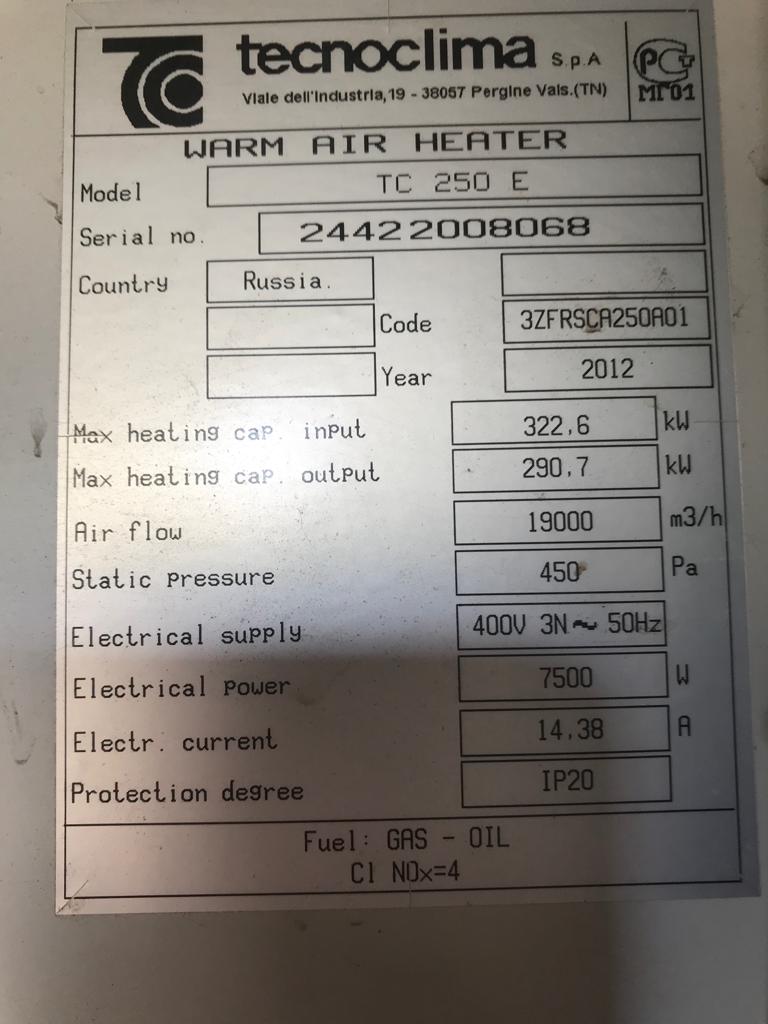 tecnoclima S.p.A
Viale dell'Industria,19 - 38057 Pergine Vals.(TN)
РСТ
МГ01
WARM AIR HEATER
Model TC 250 E
Serial no. 24422008068
Country Russia.
Code 3ZFRSCA250A01
Year 2012
Max heating cap. input 322,6 kW
Max heating cap. output 290,7 kW
Air flow 19000 m3/h
Static pressure 450 Pa
Electrical supply 400V 3N ~ 50Hz
Electrical power 7500 W
Electr. current 14,38 A
Protection degree IP20
Fuel: GAS - OIL
Cl NOx=4